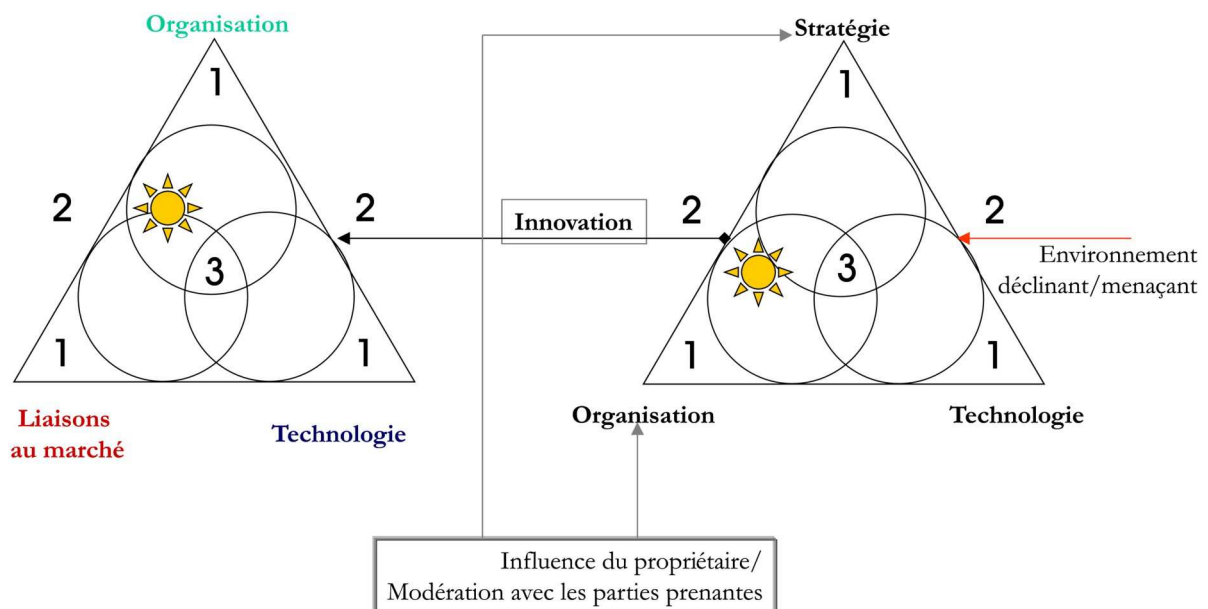 Organisation
Stratégie
1
1
2
2
Innovation
2
2
3
3
Environnement
déclinant/menaçant
1
1
1
1
Liaisons
au marché
Technologie
Organisation
Technologie
Influence du propriétaire/
Modération avec les parties prenantes